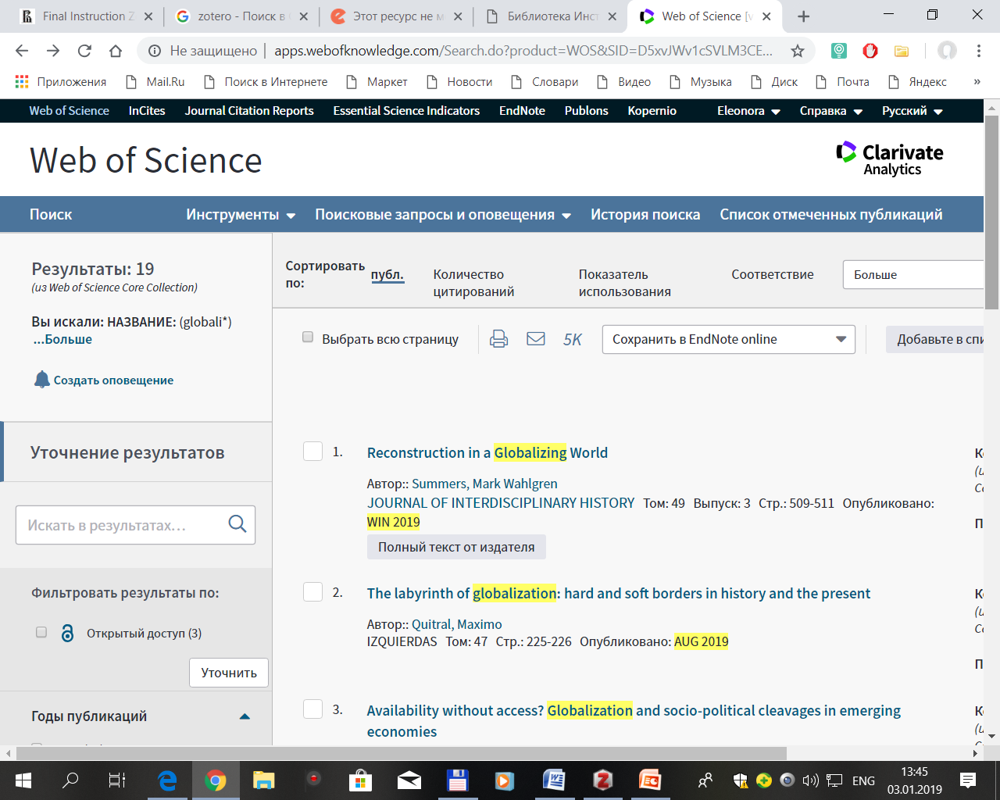 Final Instruction Z
zotero - Поиск в
Этот ресурс не м
Библиотека Инст
Web of Science [v
Не защищено | apps.webofknowledge.com/Search.do?product=WOS&SID=D5xvJWv1cSVLM3CE...
Приложения Mail.Ru Поиск в Интернете Маркет Новости Словари Видео Музыка Диск Почта Яндекс »
Web of Science InCites Journal Citation Reports Essential Science Indicators EndNote Publons Kopernio Eleonora Справка Русский
Web of Science
Clarivate
Analytics
Поиск Инструменты Поисковые запросы и оповещения История поиска Список отмеченных публикаций
Результаты: 19
(из Web of Science Core Collection)
Вы искали: НАЗВАНИЕ: (globali*)
...Больше
Создать оповещение
Уточнение результатов
Искать в результатах...
Фильтровать результаты по:
Открытый доступ (3)
Уточнить
Годы публикаций
Сортировать
по:
публ.
Количество
цитирований
Показатель
использования
Соответствие
Больше
Выбрать всю страницу
5K
Сохранить в EndNote online
Добавьте в спи
1. Reconstruction in a Globalizing World
Автор:: Summers, Mark Wahlgren
JOURNAL OF INTERDISCIPLINARY HISTORY Том: 49 Выпуск: 3 Стр.: 509-511 Опубликовано:
WIN 2019
Полный текст от издателя
2. The labyrinth of globalization: hard and soft borders in history and the present
Автор:: Quitral, Maximo
IZQUIERDAS Том: 47 Стр.: 225-226 Опубликовано: AUG 2019
3. Availability without access? Globalization and socio-political cleavages in emerging
economies
ENG
13:45
03.01.2019